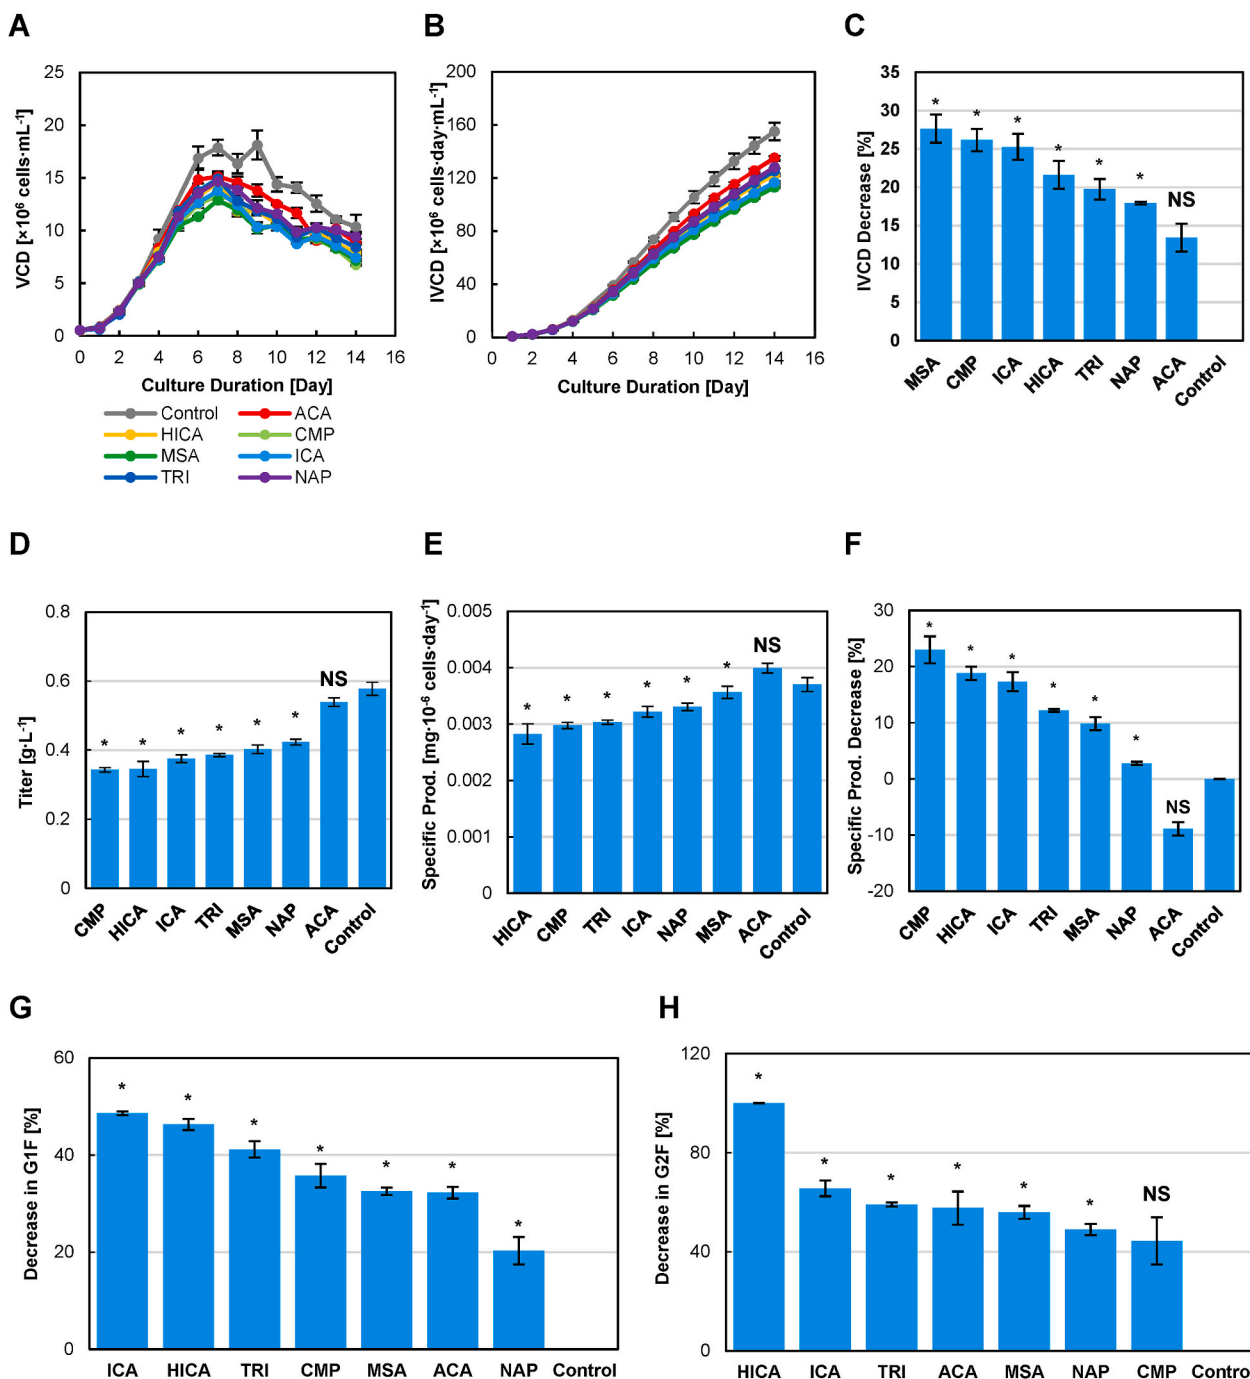 A
B
C
VCD [×10⁶ cells·mL⁻¹]
25
20
15
10
5
0
0 2 4 6 8 10 12 14 16
Culture Duration [Day]
Control ACA
HICA CMP
MSA ICA
TRI NAP
IVCD [×10⁶ cells·day·mL⁻¹]
200
160
120
80
40
0
0 2 4 6 8 10 12 14 16
Culture Duration [Day]
IVCD Decrease [%]
35
30
25
20
15
10
5
0
* * * * * * NS
MSA CMP ICA HICA TRI NAP ACA Control
D
E
F
Titer [g·L⁻¹]
0.8
0.6
0.4
0.2
0
* * * * * * NS
CMP HICA ICA TRI MSA NAP ACA Control
Specific Prod. [mg·10⁻⁶ cells·day⁻¹]
0.005
0.004
0.003
0.002
0.001
0
* * * * * * NS
HICA CMP TRI ICA NAP MSA ACA Control
Specific Prod. Decrease [%]
30
20
10
0
-10
-20
* * * * * * NS
CMP HICA ICA TRI MSA NAP ACA Control
G
H
Decrease in G1F [%]
60
40
20
0
* * * * * * *
ICA HICA TRI CMP MSA ACA NAP Control
Decrease in G2F [%]
120
80
40
0
* * * * * * NS
HICA ICA TRI ACA MSA NAP CMP Control